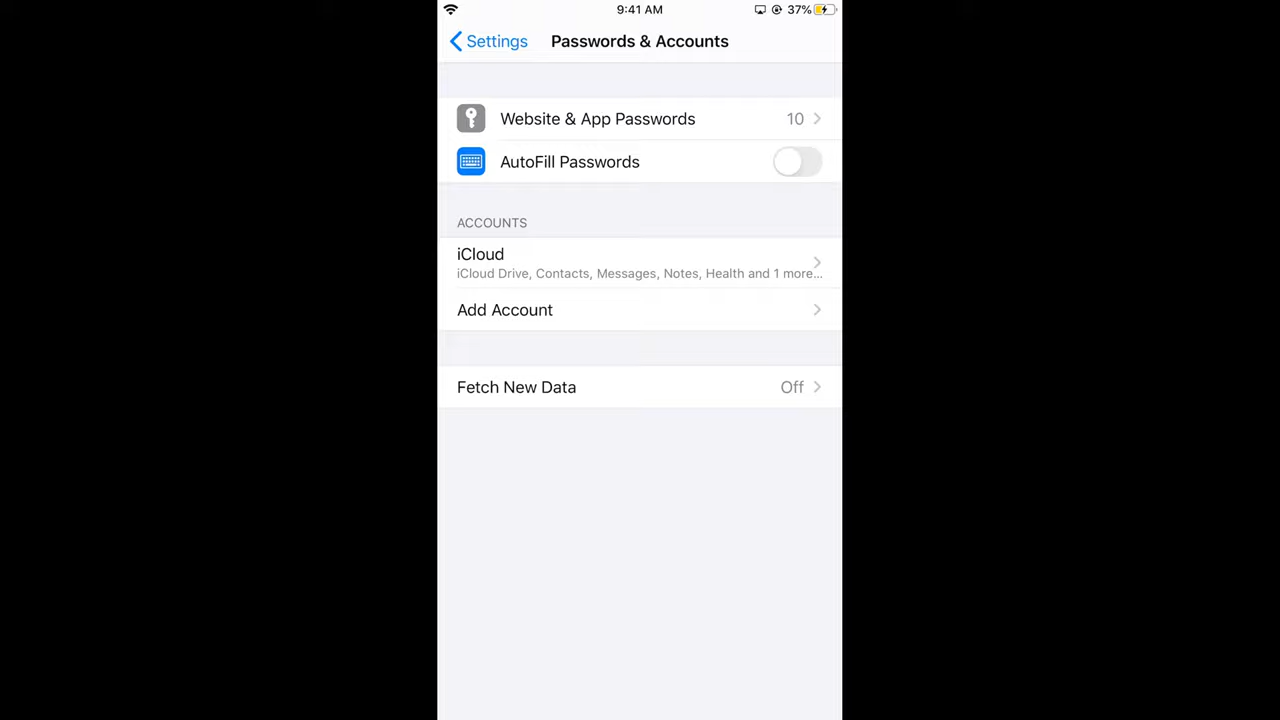 9:41 AM
37%
Settings
Passwords & Accounts
Website & App Passwords
10
AutoFill Passwords
ACCOUNTS
iCloud
iCloud Drive, Contacts, Messages, Notes, Health and 1 more...
Add Account
Fetch New Data
Off